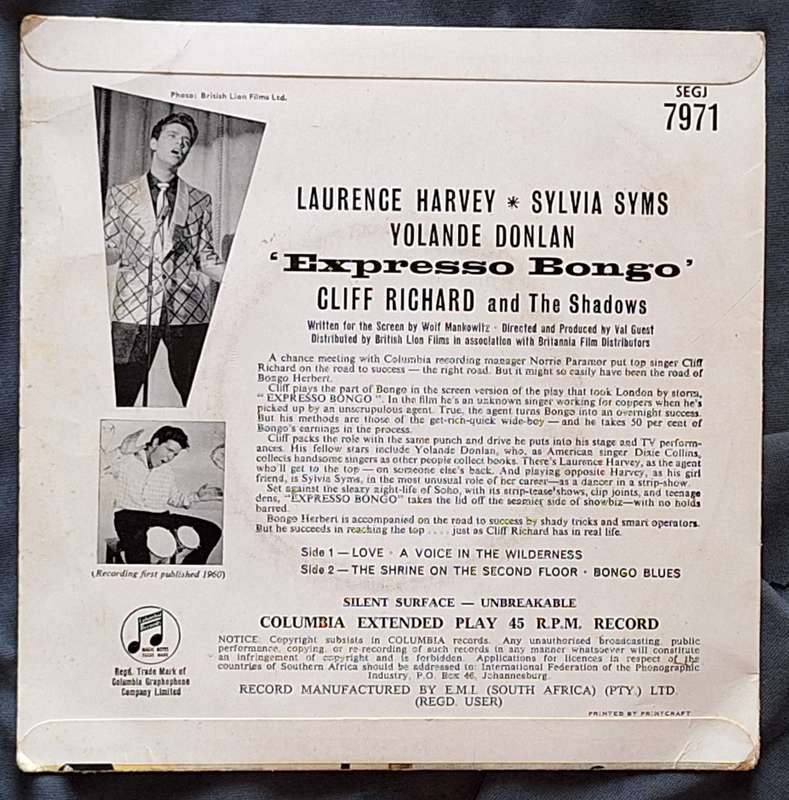 Photo: British Lion Films Ltd.
SEGJ
7971
LAURENCE HARVEY * SYLVIA SYMS
YOLANDE DONLAN
'Expresso Bongo'
CLIFF RICHARD and The Shadows
Written for the Screen by Wolf Mankowitz · Directed and Produced by Val Guest
Distributed by British Lion Films in association with Britannia Film Distributors
A chance meeting with Columbia recording manager Norrie Paramor put top singer Cliff
Richard on the road to success — the right road. But it might so easily have been the road of
Bongo Herbert.
Cliff plays the part of Bongo in the screen version of the play that took London by storm,
"EXPRESSO BONGO". In the film he's an unknown singer working for coppers when he's
picked up by an unscrupulous agent. True, the agent turns Bongo into an overnight success.
But his methods are those of the get-rich-quick wide-boy — and he takes 50 per cent of
Bongo's earnings in the process.
Cliff packs the role with the same punch and drive he puts into his stage and TV perform-
ances. His fellow stars include Yolande Donlan, who, as American singer Dixie Collins,
collects handsome singers as other people collect books. There's Laurence Harvey, as the agent
who'll get to the top — on someone else's back. And playing opposite Harvey, as his girl
friend, is Sylvia Syms, in the most unusual role of her career—as a dancer in a strip-show.
Set against the sleazy night-life of Soho, with its strip-tease shows, clip joints, and teenage
dens, "EXPRESSO BONGO" takes the lid off the seamier side of showbiz—with no holds
barred.
Bongo Herbert is accompanied on the road to success by shady tricks and smart operators.
But he succeeds in reaching the top .... just as Cliff Richard has in real life.
(Recording first published 1960)
Side 1 — LOVE · A VOICE IN THE WILDERNESS
Side 2 — THE SHRINE ON THE SECOND FLOOR · BONGO BLUES
SILENT SURFACE — UNBREAKABLE
COLUMBIA EXTENDED PLAY 45 R.P.M. RECORD
NOTICE: Copyright subsists in COLUMBIA records. Any unauthorised broadcasting, public
performance, copying, or re-recording of such records in any manner whatsoever will constitute
an infringement of copyright and is forbidden. Applications for licences in respect of the
countries of Southern Africa should be addressed to: International Federation of the Phonographic
Industry, P.O. Box 46, Johannesburg.
RECORD MANUFACTURED BY E.M.I. (SOUTH AFRICA) (PTY.) LTD.
(REGD. USER)
PRINTED BY PRINTCRAFT
Columbia
MAGIC NOTES
Regd. Trade Mark of
Columbia Graphophone
Company Limited